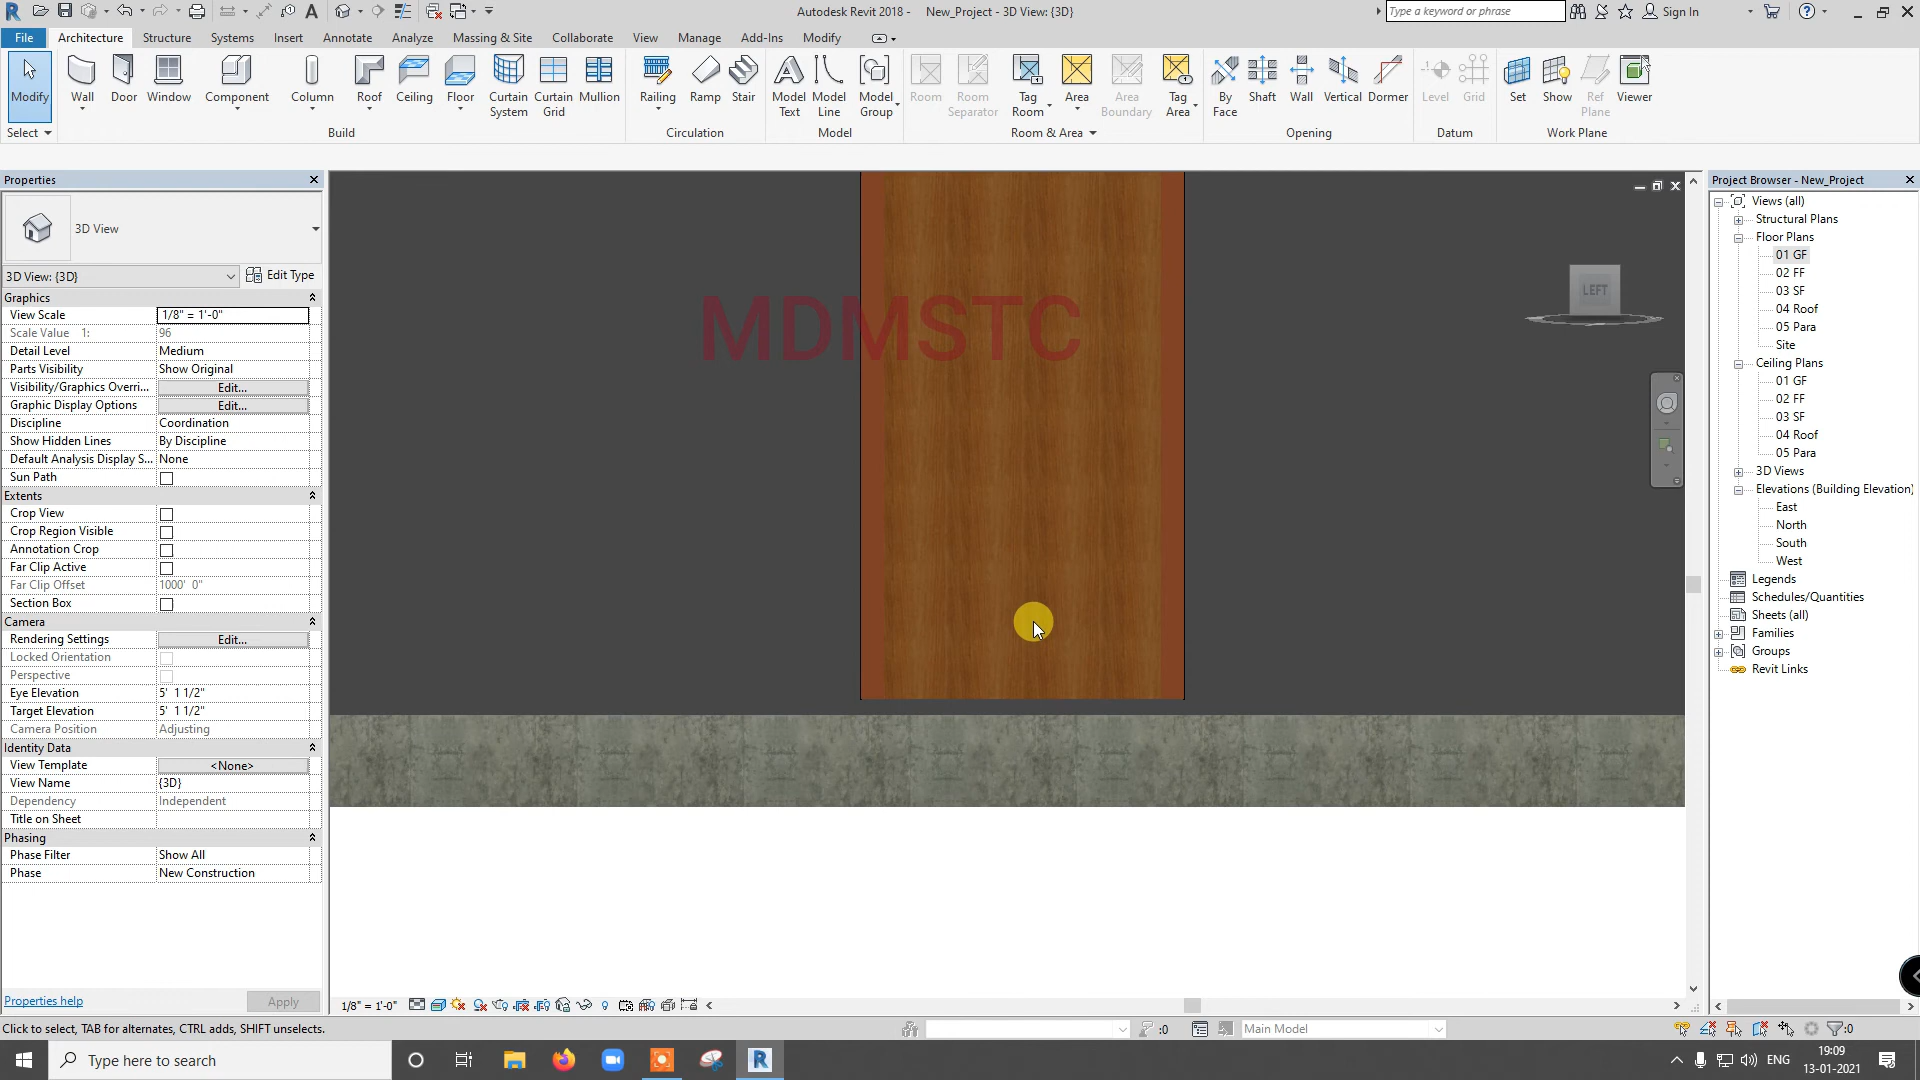 Autodesk Revit 2018 - New_Project - 3D View: {3D}
Type a keyword or phrase
Sign In
File Architecture Structure Systems Insert Annotate Analyze Massing & Site Collaborate View Manage Add-Ins Modify
Modify Wall Door Window Component Column Roof Ceiling Floor Curtain System Curtain Grid Mullion Railing Ramp Stair Model Text Model Line Model Group Room Room Separator Tag Room Area Area Boundary Tag Area By Face Shaft Wall Vertical Dormer Level Grid Set Show Ref Plane Viewer
Select Build Circulation Model Room & Area Opening Datum Work Plane
Properties
3D View
3D View: {3D}
Edit Type
Graphics
View Scale 1/8" = 1'-0"
Scale Value 1: 96
Detail Level Medium
Parts Visibility Show Original
Visibility/Graphics Overri... Edit...
Graphic Display Options Edit...
Discipline Coordination
Show Hidden Lines By Discipline
Default Analysis Display S... None
Sun Path
Extents
Crop View
Crop Region Visible
Annotation Crop
Far Clip Active
Far Clip Offset 1000' 0"
Section Box
Camera
Rendering Settings Edit...
Locked Orientation
Perspective
Eye Elevation 5' 1 1/2"
Target Elevation 5' 1 1/2"
Camera Position Adjusting
Identity Data
View Template <None>
View Name {3D}
Dependency Independent
Title on Sheet
Phasing
Phase Filter Show All
Phase New Construction
Properties help
Apply
MDMSTC
LEFT
Project Browser - New_Project
Views (all)
Structural Plans
Floor Plans
01 GF
02 FF
03 SF
04 Roof
05 Para
Site
Ceiling Plans
01 GF
02 FF
03 SF
04 Roof
05 Para
3D Views
Elevations (Building Elevation)
East
North
South
West
Legends
Schedules/Quantities
Sheets (all)
Families
Groups
Revit Links
1/8" = 1'-0"
Click to select, TAB for alternates, CTRL adds, SHIFT unselects.
:0
Main Model
:0
Type here to search
ENG
19:09
13-01-2021